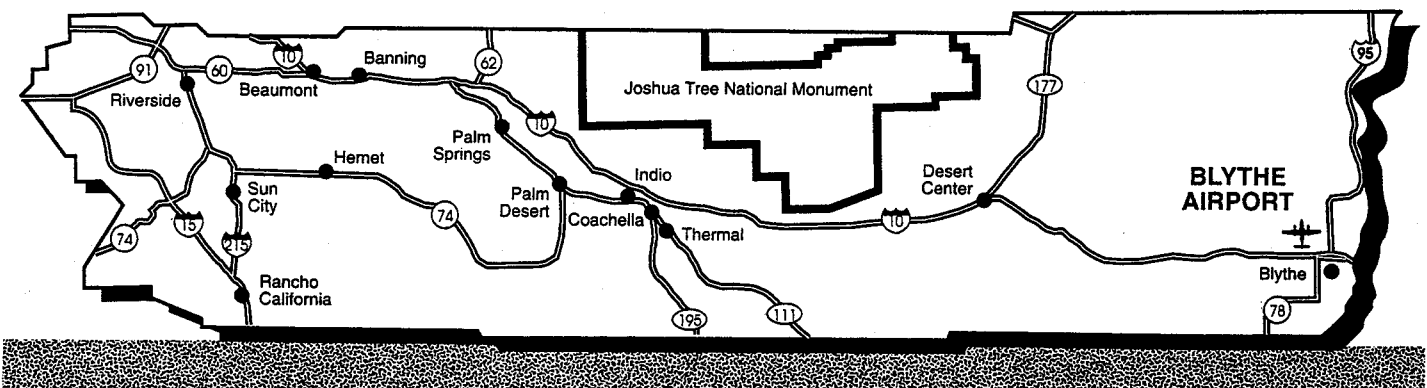 10
Banning
62
95
91
60
Beaumont
Riverside
177
Joshua Tree National Monument
10
Palm
Springs
Hemet
Sun
City
Indio
Desert
Center
BLYTHE
AIRPORT
Palm
Desert
Coachella
74
15
215
74
10
Thermal
Blythe
Rancho
California
195
111
78